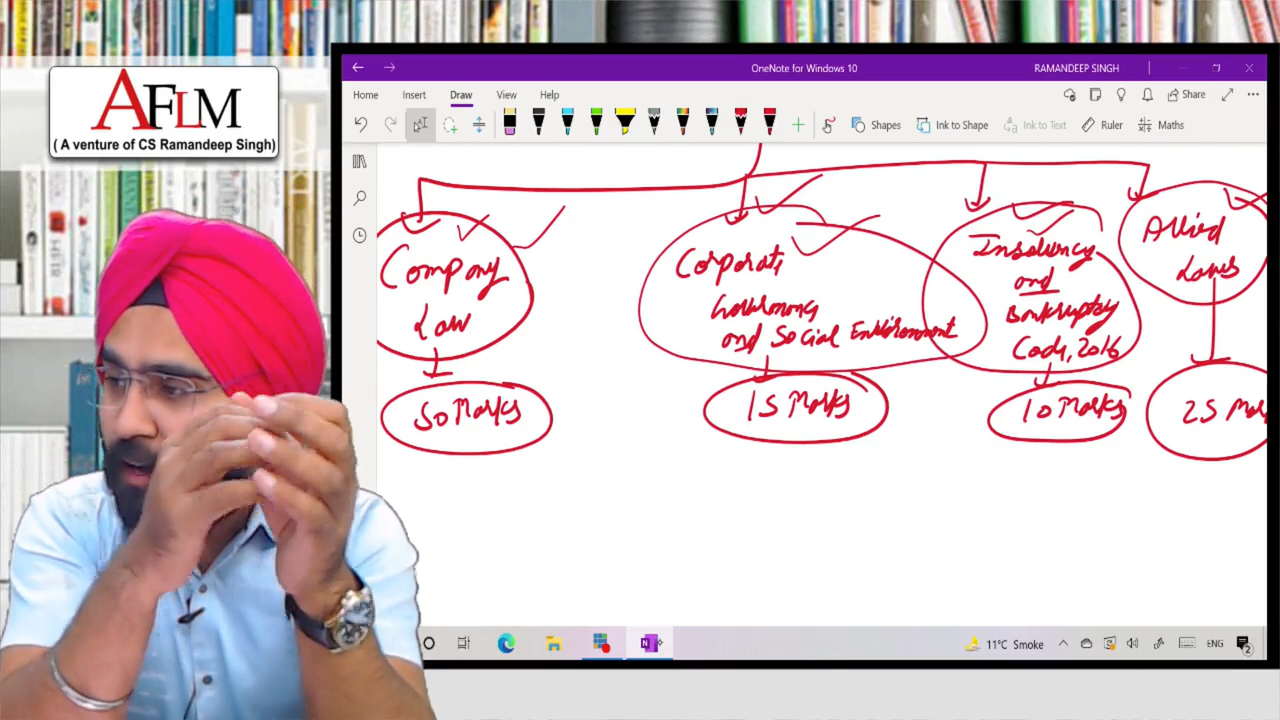 AFLM
( A venture of CS Ramandeep Singh)
OneNote for Windows 10
RAMANDEEP SINGH
Home Insert Draw View Help
Share
Shapes
Ink to Shape
Ink to Text
Ruler
Maths
Company
Law
50 Marks
Corporate
Governance
and Social Environment
15 Marks
Insolvency
and
Bankruptcy
Code, 2016
10 Marks
Allied
Laws
25
11°C Smoke
ENG
2